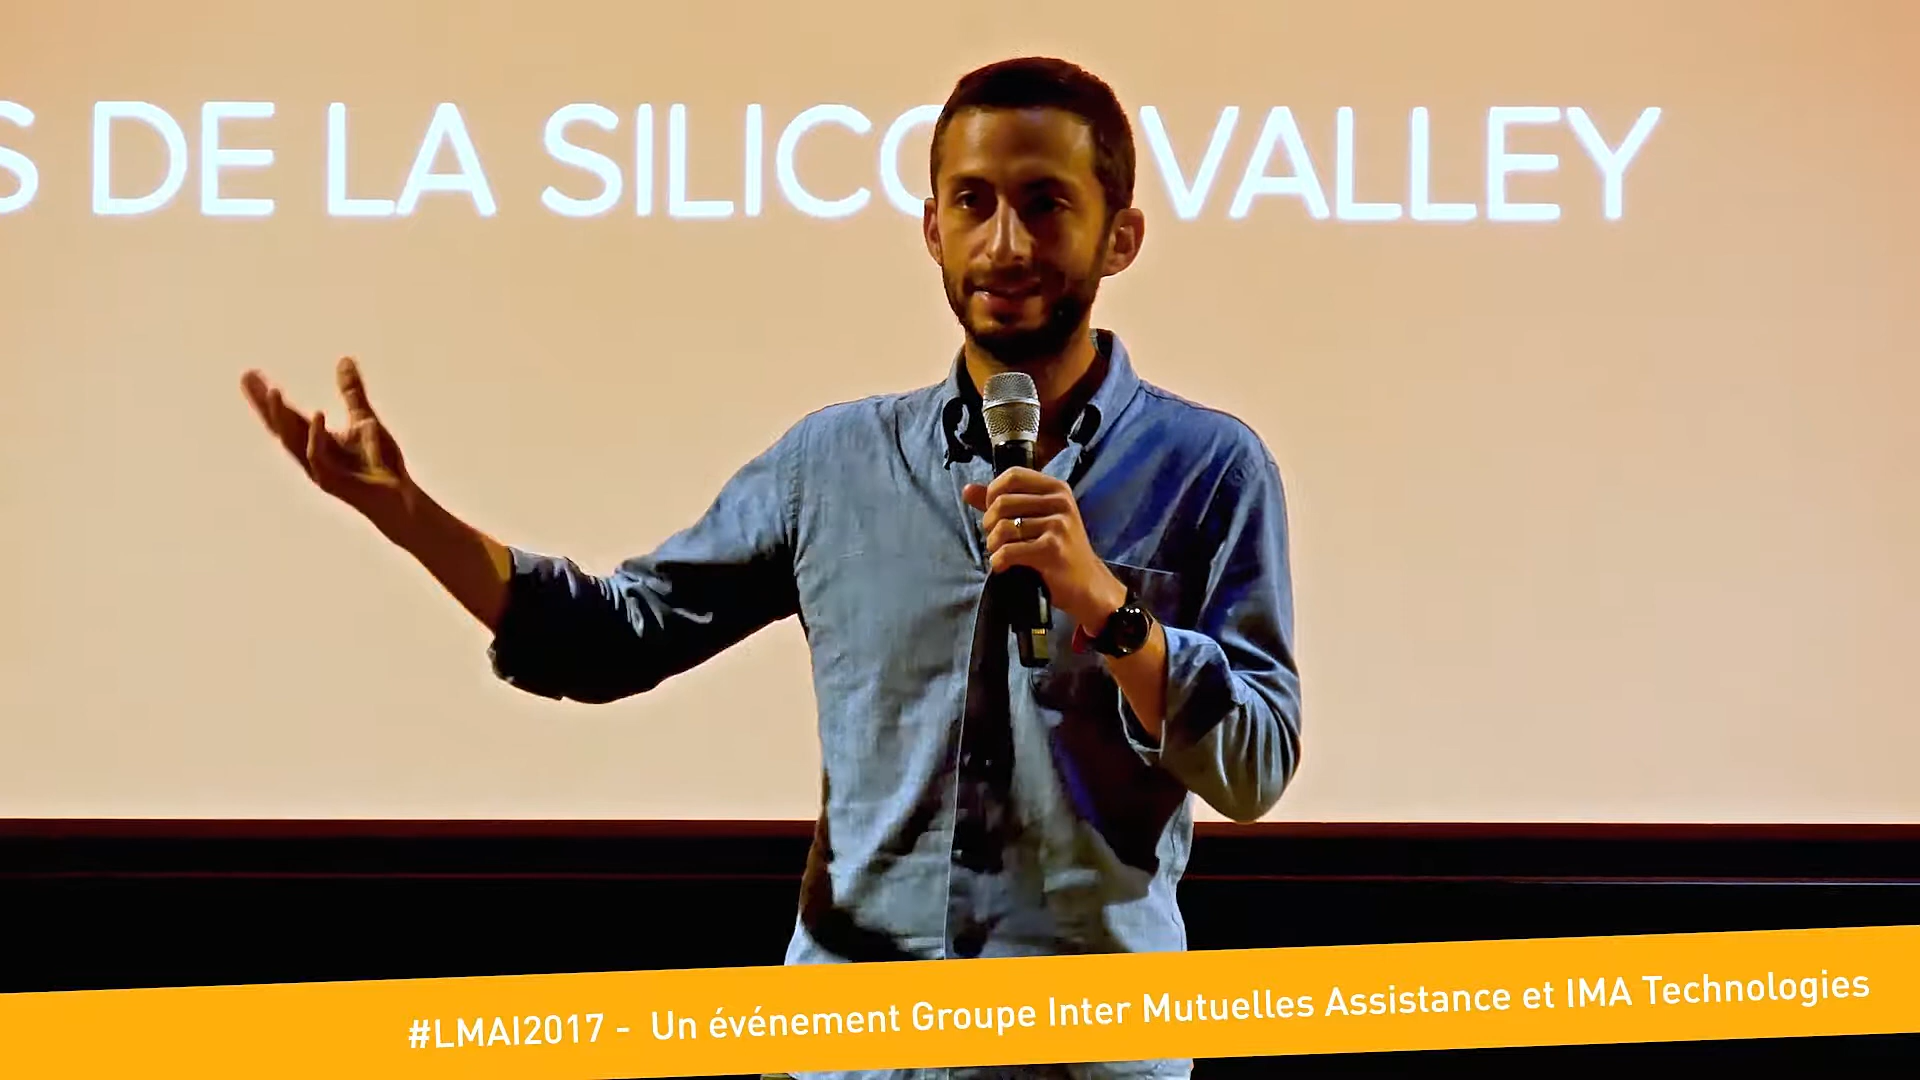 S DE LA SILICO VALLEY
#LMAI2017 - Un événement Groupe Inter Mutuelles Assistance et IMA Technologies